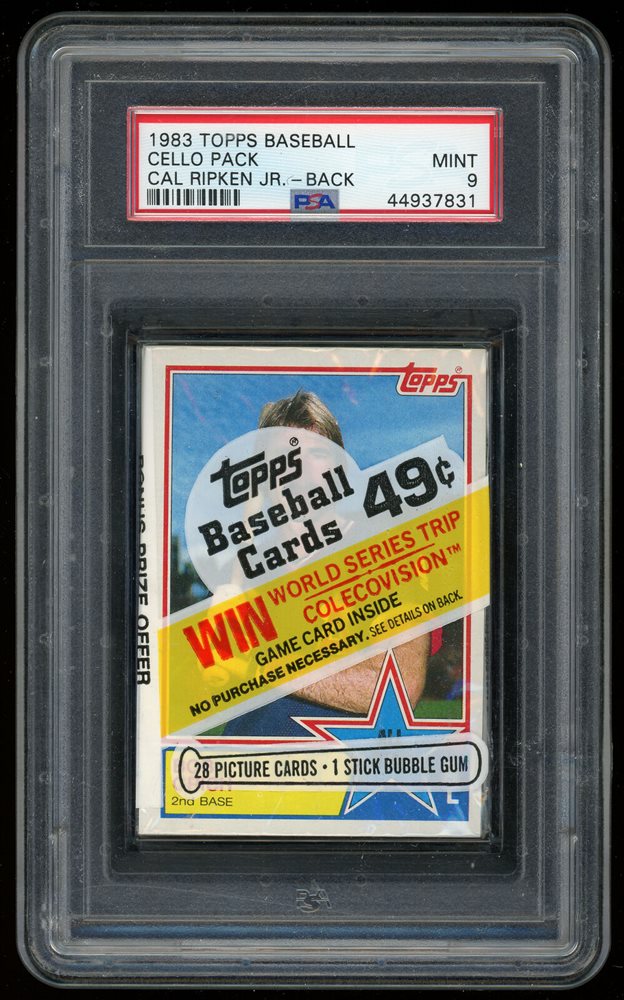 1983 TOPPS BASEBALL
CELLO PACK MINT
CAL RIPKEN JR.-BACK 9
PSA 44937831
TOPPS®
TOPPS®
Baseball
Cards 49¢
WIN WORLD SERIES TRIP
COLECOVISION™
GAME CARD INSIDE
NO PURCHASE NECESSARY. SEE DETAILS ON BACK.
BONUS PRIZE OFFER
28 PICTURE CARDS • 1 STICK BUBBLE GUM
2nd BASE
PSA